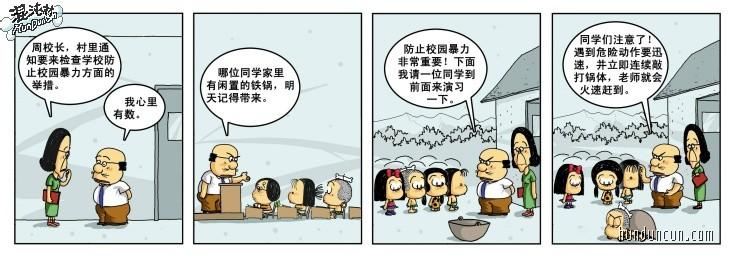 混沌村
HunDunCun
周校长，村里通
知要来检查学校防
止校园暴力方面的
举措。
我心里
有数。
哪位同学家里
有闲置的铁锅，明
天记得带来。
防止校园暴力
非常重要！下面
我请一位同学到
前面来演习
一下。
同学们注意了！
遇到危险动作要迅
速，并立即连续敲
打锅体，老师就会
火速赶到。
hunduncun.com